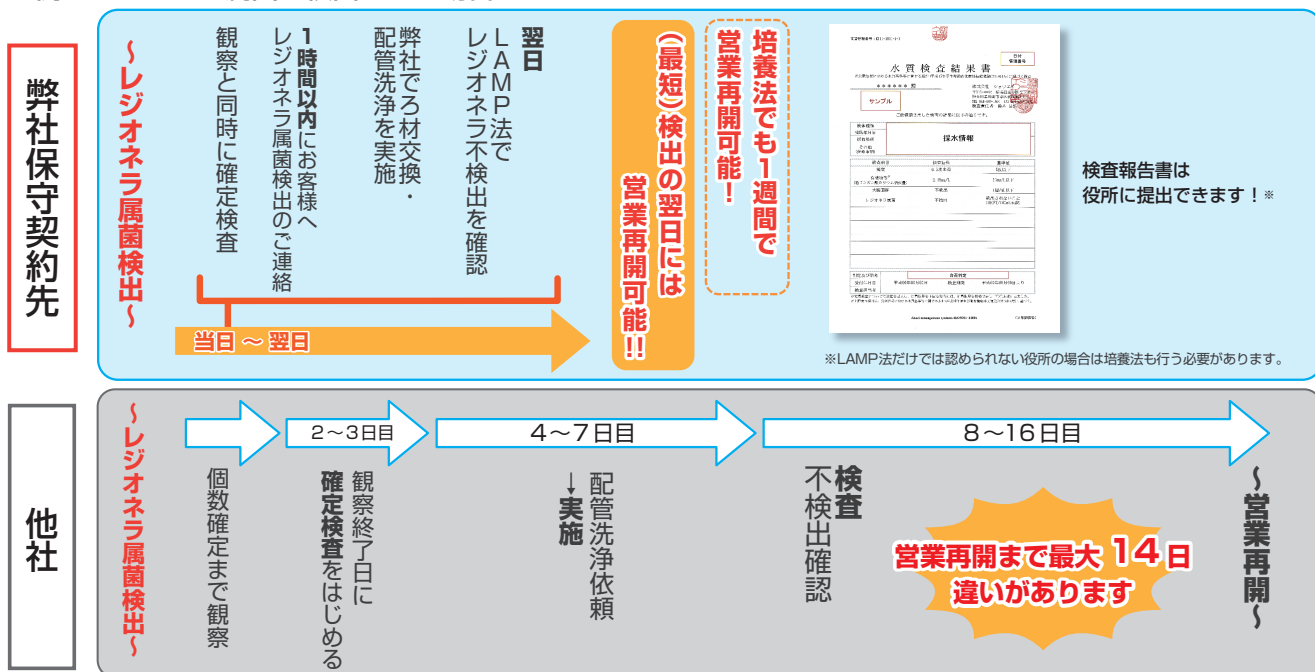 弊社保守契約先
～レジオネラ属菌検出～
観察と同時に確定検査
1時間以内にお客様へ
レジオネラ属菌検出のご連絡
弊社でろ材交換・
配管洗浄を実施
翌日
LAMP法で
レジオネラ不検出を確認
当日 ～ 翌日
(最短)検出の翌日には
営業再開可能!!
培養法でも1週間で
営業再開可能！
水質検査結果書
サンプル
採水情報
検査報告書は
役所に提出できます！※
※LAMP法だけでは認められない役所の場合は培養法も行う必要があります。
他社
～レジオネラ属菌検出～
個数確定まで観察
2～3日目
観察終了日に
確定検査をはじめる
4～7日目
配管洗浄依頼
→実施
8～16日目
検査
不検出確認
営業再開まで最大 14日
違いがあります
～営業再開～